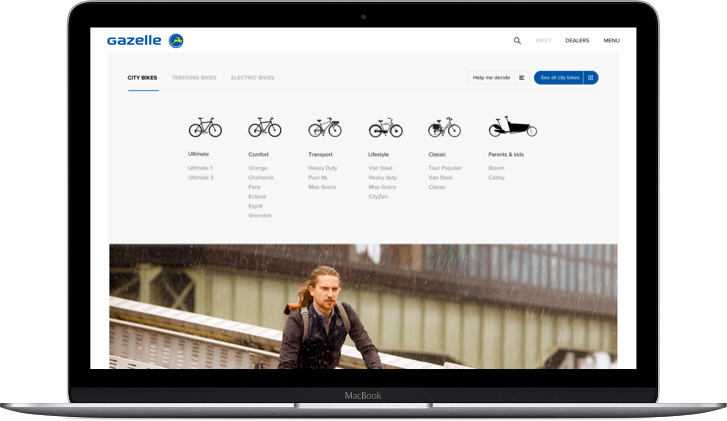 Gazelle
BIKES DEALERS MENU
CITY BIKES TREKKING BIKES ELECTRIC BIKES Help me decide See all city bikes
Ultimate
Ultimate 1
Ultimate 2
Comfort
Orange
Chamonix
Paris
Eclipse
Esprit
Grenoble
Transport
Heavy Duty
Puur NL
Miss Grace
Lifestyle
Van Steel
Heavy duty
Miss Grace
CityZen
Classic
Tour Populair
Van Steel
Classic
Parents & kids
Bloom
Cabby
MacBook